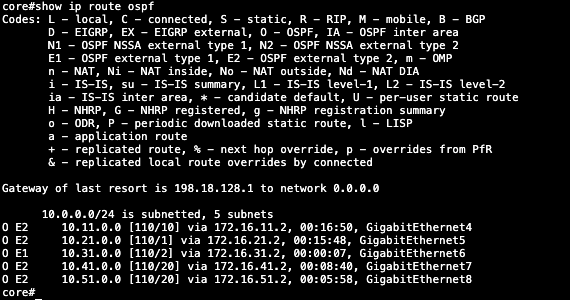 core#show ip route ospf
Codes: L - local, C - connected, S - static, R - RIP, M - mobile, B - BGP
D - EIGRP, EX - EIGRP external, O - OSPF, IA - OSPF inter area
N1 - OSPF NSSA external type 1, N2 - OSPF NSSA external type 2
E1 - OSPF external type 1, E2 - OSPF external type 2, m - OMP
n - NAT, Ni - NAT inside, No - NAT outside, Nd - NAT DIA
i - IS-IS, su - IS-IS summary, L1 - IS-IS level-1, L2 - IS-IS level-2
ia - IS-IS inter area, * - candidate default, U - per-user static route
H - NHRP, G - NHRP registered, g - NHRP registration summary
o - ODR, P - periodic downloaded static route, l - LISP
a - application route
+ - replicated route, % - next hop override, p - overrides from PfR
& - replicated local route overrides by connected
Gateway of last resort is 198.18.128.1 to network 0.0.0.0
10.0.0.0/24 is subnetted, 5 subnets
O E2 10.11.0.0 [110/10] via 172.16.11.2, 00:16:50, GigabitEthernet4
O E2 10.21.0.0 [110/1] via 172.16.21.2, 00:15:48, GigabitEthernet5
O E1 10.31.0.0 [110/2] via 172.16.31.2, 00:00:07, GigabitEthernet6
O E2 10.41.0.0 [110/20] via 172.16.41.2, 00:08:40, GigabitEthernet7
O E2 10.51.0.0 [110/20] via 172.16.51.2, 00:05:58, GigabitEthernet8
core#